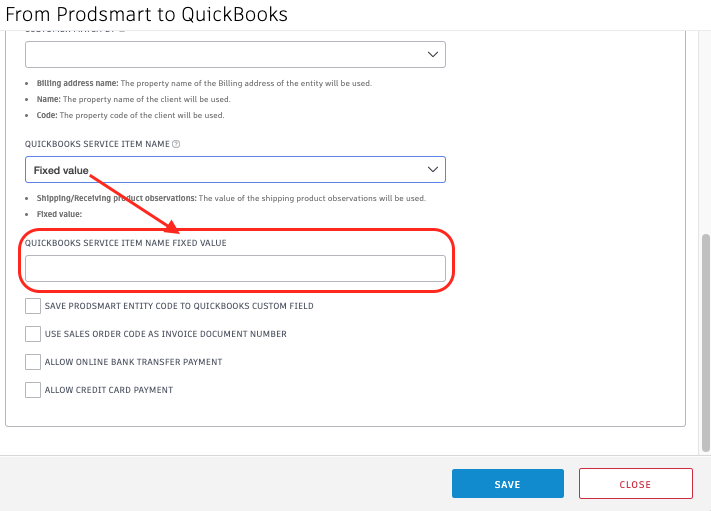 From Prodsmart to QuickBooks
Billing address name: The property name of the Billing address of the entity will be used.
Name: The property name of the client will be used.
Code: The property code of the client will be used.
QUICKBOOKS SERVICE ITEM NAME
Fixed value
Shipping/Receiving product observations: The value of the shipping product observations will be used.
Fixed value:
QUICKBOOKS SERVICE ITEM NAME FIXED VALUE
SAVE PRODSMART ENTITY CODE TO QUICKBOOKS CUSTOM FIELD
USE SALES ORDER CODE AS INVOICE DOCUMENT NUMBER
ALLOW ONLINE BANK TRANSFER PAYMENT
ALLOW CREDIT CARD PAYMENT
SAVE
CLOSE